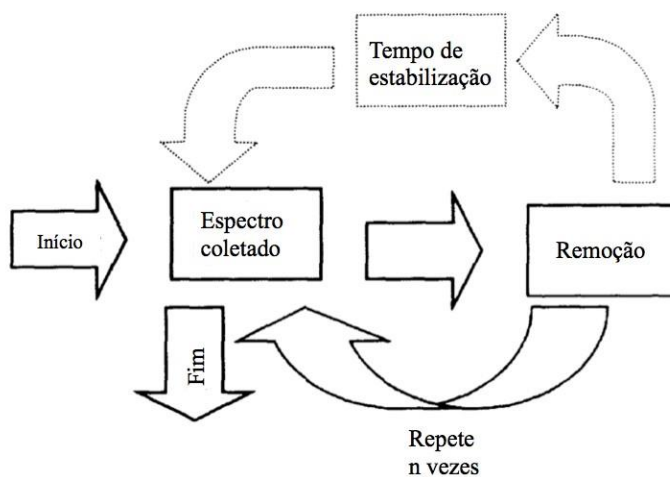 Tempo de
estabilização
Início
Espectro
coletado
Remoção
Fim
Repete
n vezes